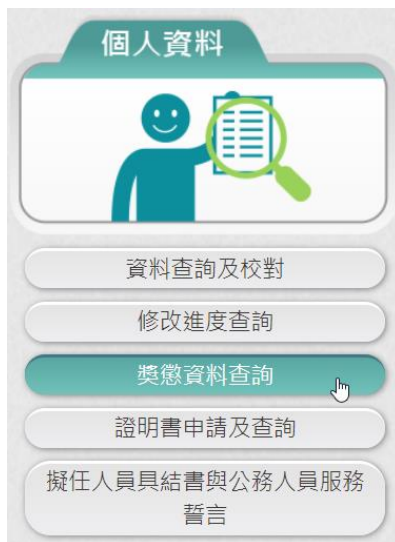 個人資料
資料查詢及校對
修改進度查詢
獎懲資料查詢
證明書申請及查詢
擬任人員具結書與公務人員服務
誓言